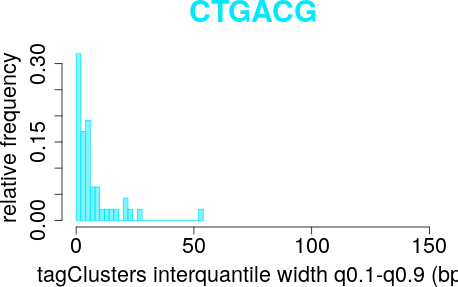 CTGACG
relative frequency
0.30
0.15
0.00
0 50 100 150
tagClusters interquantile width q0.1-q0.9 (bp